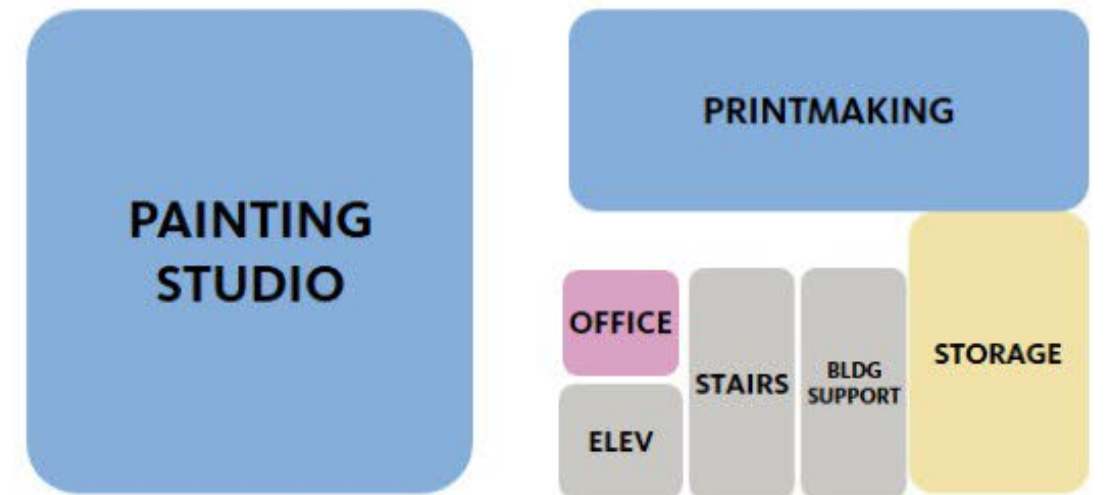 PAINTING
STUDIO
PRINTMAKING
OFFICE
ELEV
STAIRS
BLDG
SUPPORT
STORAGE